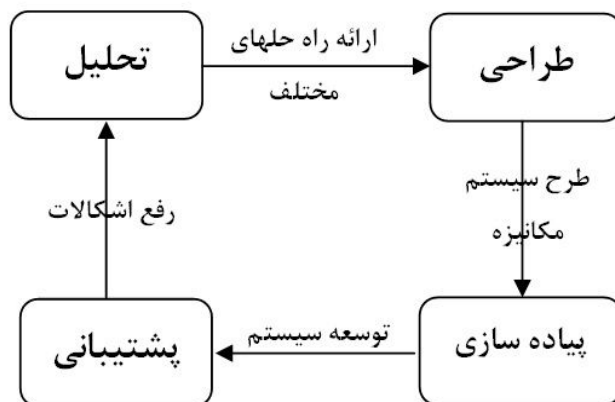 تحلیل
ارائه راه حلهای
مختلف
طراحی
طرح سیستم
مکانیزه
پیاده سازی
توسعه سیستم
پشتیبانی
رفع اشکالات